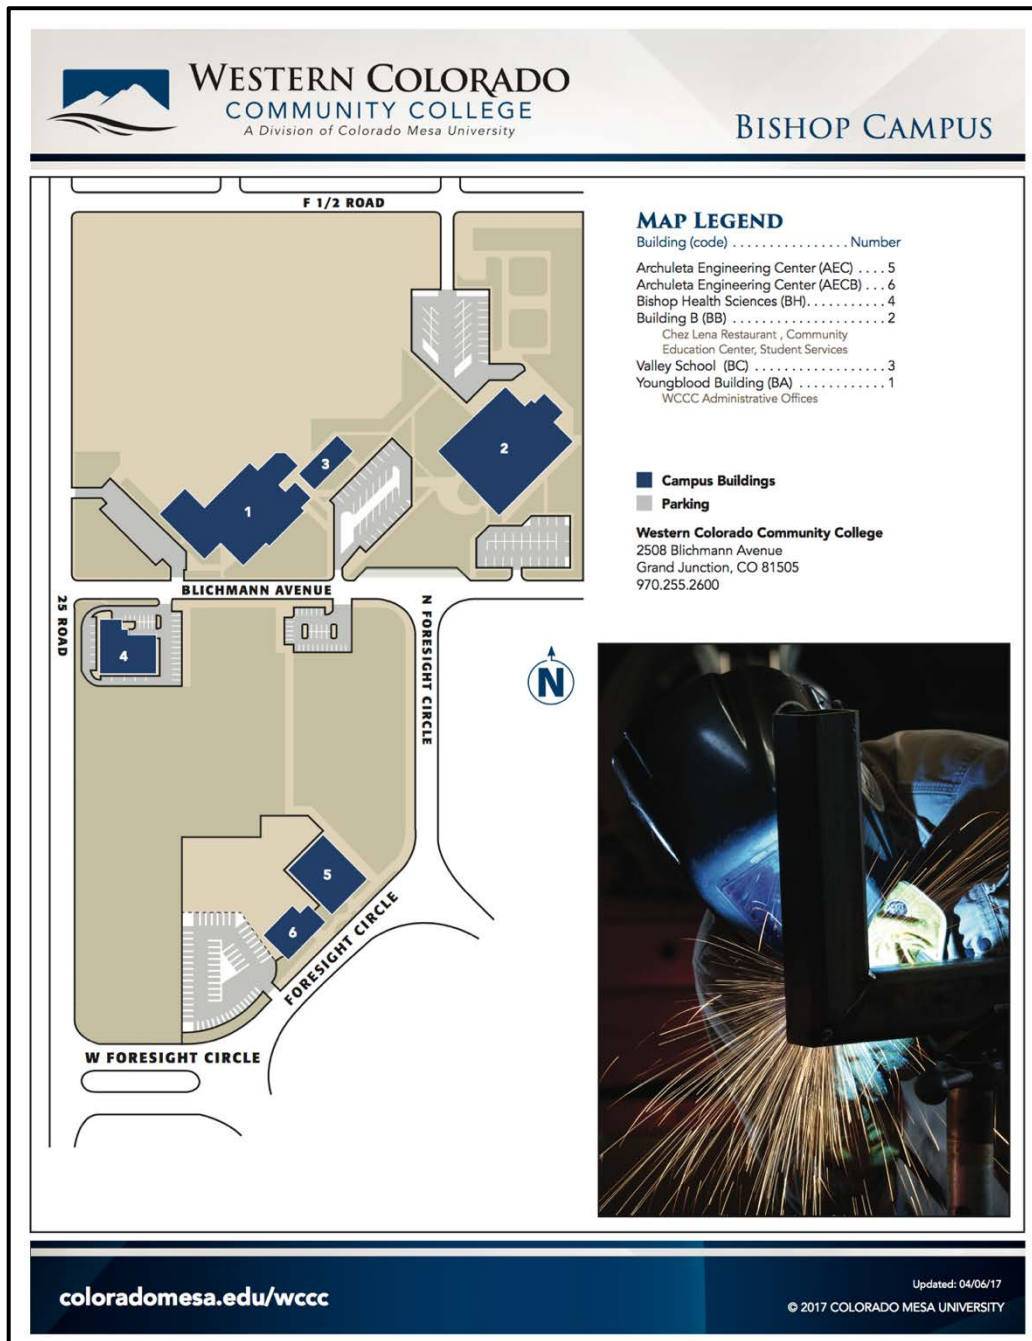 WESTERN COLORADO
COMMUNITY COLLEGE
A Division of Colorado Mesa University
BISHOP CAMPUS
F 1/2 ROAD
MAP LEGEND
Building (code) . . . . . . . . . . . . . . . . Number
Archuleta Engineering Center (AEC) . . . . 5
Archuleta Engineering Center (AECB) . . . 6
Bishop Health Sciences (BH). . . . . . . . . . . 4
Building B (BB) . . . . . . . . . . . . . . . . . . . . . 2
Chez Lena Restaurant , Community
Education Center, Student Services
Valley School (BC) . . . . . . . . . . . . . . . . . . 3
Youngblood Building (BA) . . . . . . . . . . . . 1
WCCC Administrative Offices
2
3
1
Campus Buildings
Parking
Western Colorado Community College
2508 Blichmann Avenue
Grand Junction, CO 81505
970.255.2600
BLICHMANN AVENUE
25 ROAD
N FORESIGHT CIRCLE
4
N
5
6
FORESIGHT CIRCLE
W FORESIGHT CIRCLE
coloradomesa.edu/wccc
Updated: 04/06/17
© 2017 COLORADO MESA UNIVERSITY